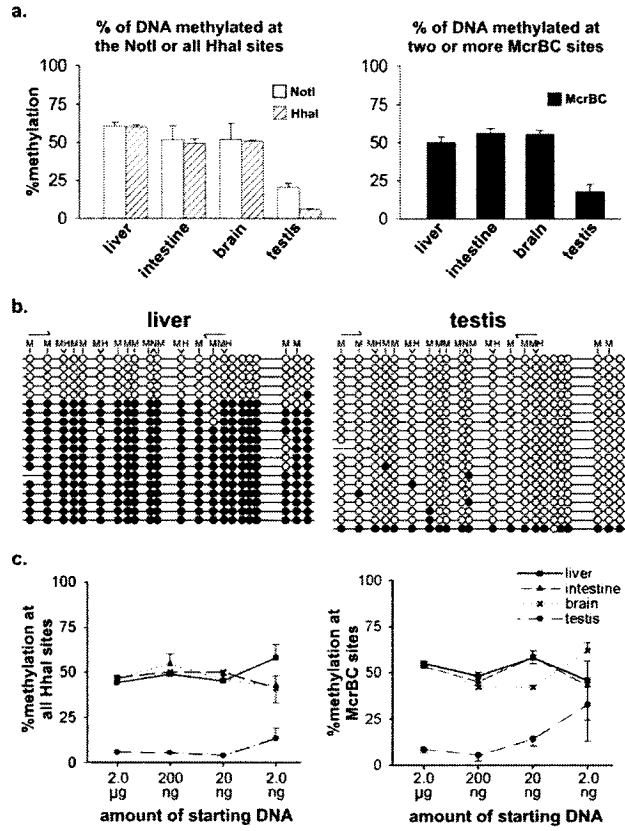 a.
% of DNA methylated at
the NotI or all HhaI sites
100
75
50
25
0
%methylation
NotI
HhaI
liver
intestine
brain
testis
% of DNA methylated at
two or more McrBC sites
100
75
50
25
0
McrBC
liver
intestine
brain
testis
b.
liver
testis
c.
100
75
50
25
0
%methylation at
all HhaI sites
2.0 200 20 2.0
µg ng ng ng
amount of starting DNA
100
75
50
25
0
%methylation at
McrBC sites
liver
intestine
brain
testis
2.0 200 20 2.0
µg ng ng ng
amount of starting DNA